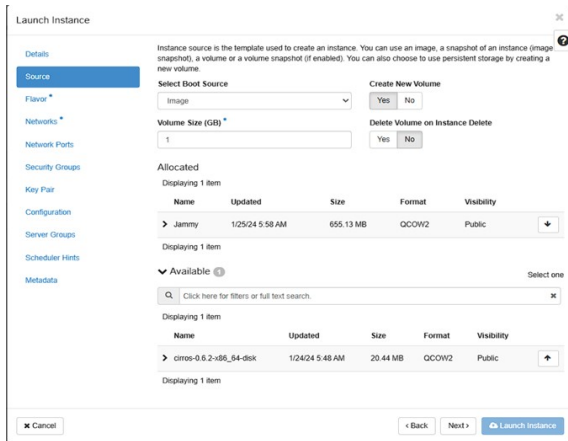 Launch Instance
Details
Source
Flavor *
Networks *
Network Ports
Security Groups
Key Pair
Configuration
Server Groups
Scheduler Hints
Metadata
Instance source is the template used to create an instance. You can use an image, a snapshot of an instance (image
snapshot), a volume or a volume snapshot (if enabled). You can also choose to use persistent storage by creating a
new volume.
Select Boot Source
Image
Create New Volume
Yes No
Volume Size (GB) *
1
Delete Volume on Instance Delete
Yes No
Allocated
Displaying 1 item
Name Updated Size Format Visibility
Jammy 1/25/24 5:58 AM 655.13 MB QCOW2 Public
Displaying 1 item
Available 1
Select one
Click here for filters or full text search.
Displaying 1 item
Name Updated Size Format Visibility
cirros-0.6.2-x86_64-disk 1/24/24 5:48 AM 20.44 MB QCOW2 Public
Displaying 1 item
Cancel
< Back Next > Launch Instance